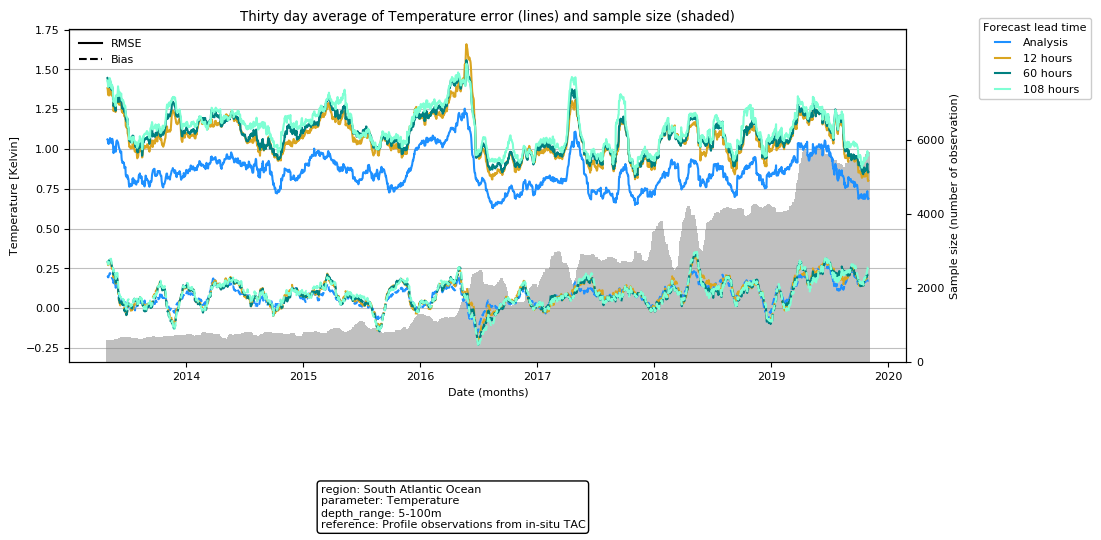 Thirty day average of Temperature error (lines) and sample size (shaded)
RMSE
Bias
Forecast lead time
Analysis
12 hours
60 hours
108 hours
Temperature [Kelvin]
1.75
1.50
1.25
1.00
0.75
0.50
0.25
0.00
−0.25
6000
4000
2000
0
Sample size (number of observation)
2014 2015 2016 2017 2018 2019 2020
Date (months)
region: South Atlantic Ocean
parameter: Temperature
depth_range: 5-100m
reference: Profile observations from in-situ TAC